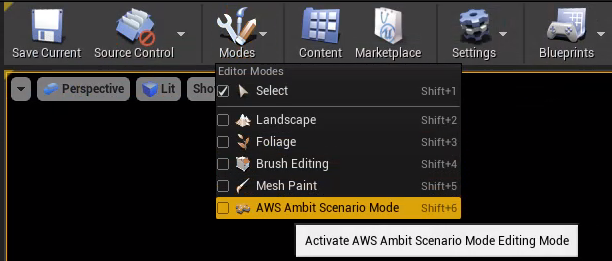 Save Current Source Control Modes Content Marketplace Settings Blueprints
Perspective Lit Sho
Editor Modes
Select Shift+1
Landscape Shift+2
Foliage Shift+3
Brush Editing Shift+4
Mesh Paint Shift+5
AWS Ambit Scenario Mode Shift+6
Activate AWS Ambit Scenario Mode Editing Mode